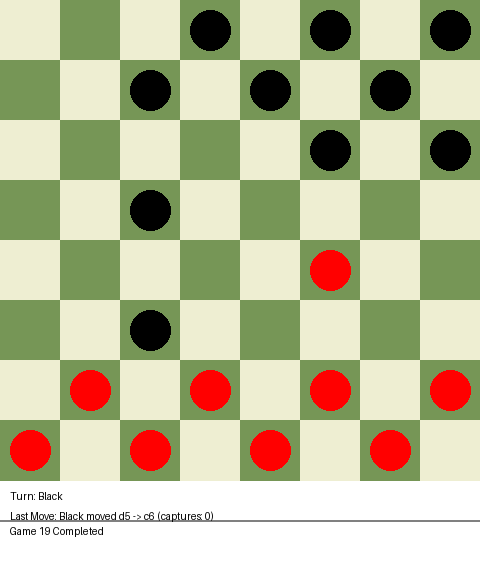 Turn: Black
Last Move: Black moved d5 -> c6 (captures: 0)
Game 19 Completed